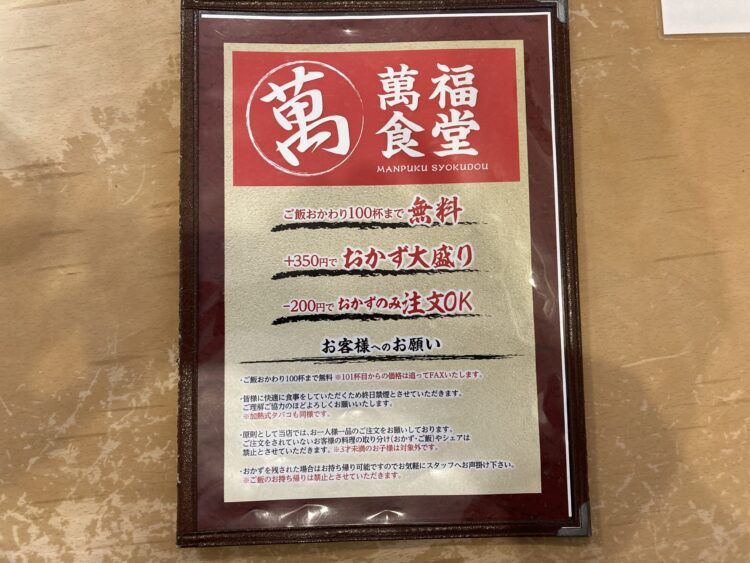 萬
萬福
食堂
MANPUKU SYOKUDOU
ご飯おかわり100杯まで無料
+350円でおかず大盛り
-200円でおかずのみ注文OK
お客様へのお願い
・ご飯おかわり100杯まで無料 ※101杯目からの価格は追ってFAXいたします。
・皆様に快適に食事をしていただくため終日禁煙とさせていただきます。
ご理解ご協力のほどよろしくお願いいたします。
※加熱式タバコも同様です。
・原則として当店では、お一人様一品のご注文をお願いしております。
ご注文をされていないお客様の料理の取り分け(おかず・ご飯)やシェアは
禁止とさせていただきます。※3才未満のお子様は対象外です。
・おかずを残された場合はお持ち帰り可能ですのでお気軽にスタッフへお声掛け下さい。
※ご飯のお持ち帰りは禁止とさせていただきます。